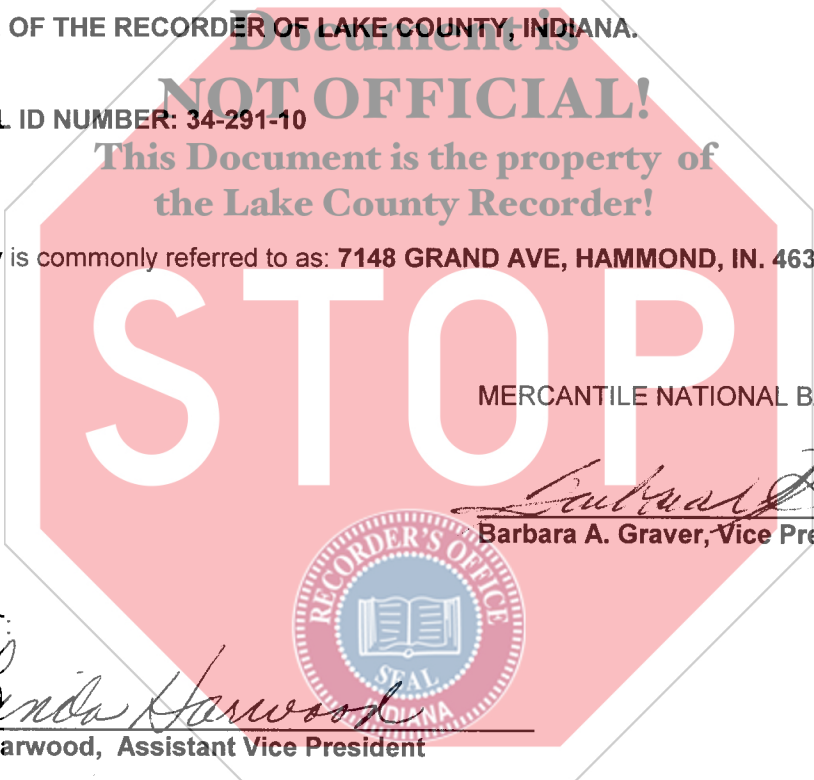 OF THE RECORDER OF LAKE COUNTY, INDIANA.
Document is
NOT OFFICIAL!
L ID NUMBER: 34-291-10
This Document is the property of
the Lake County Recorder!
is commonly referred to as: 7148 GRAND AVE, HAMMOND, IN. 463
STOP
MERCANTILE NATIONAL B
Barbara A. Graver, Vice Pre
RECORDER'S OFFICE
SEAL
INDIANA
Linda Harwood
arwood, Assistant Vice President